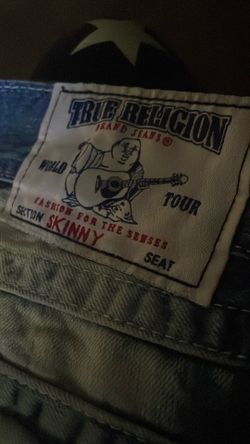 TRUE RELIGION
BRAND JEANS®
WORLD TOUR
FASHION FOR THE SENSES
SECTION SKINNY SEAT